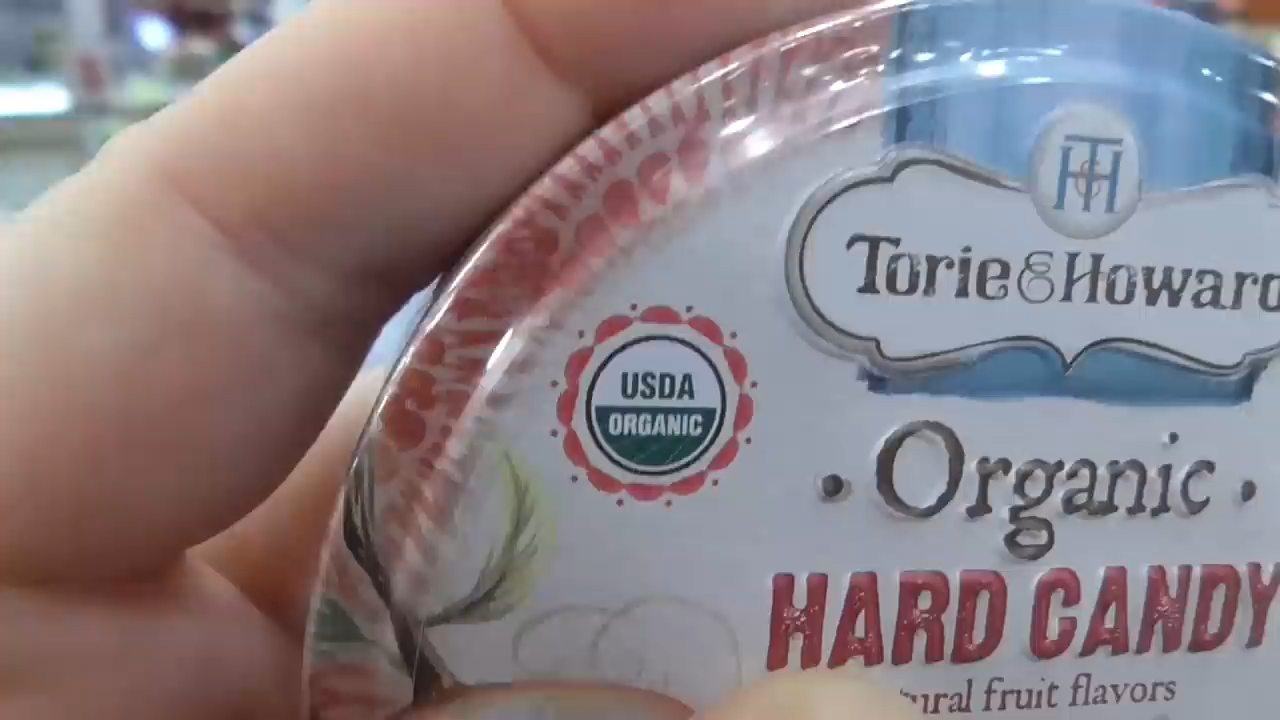 TH
Torie & Howard
USDA
ORGANIC
· Organic ·
HARD CANDY
fruit flavors